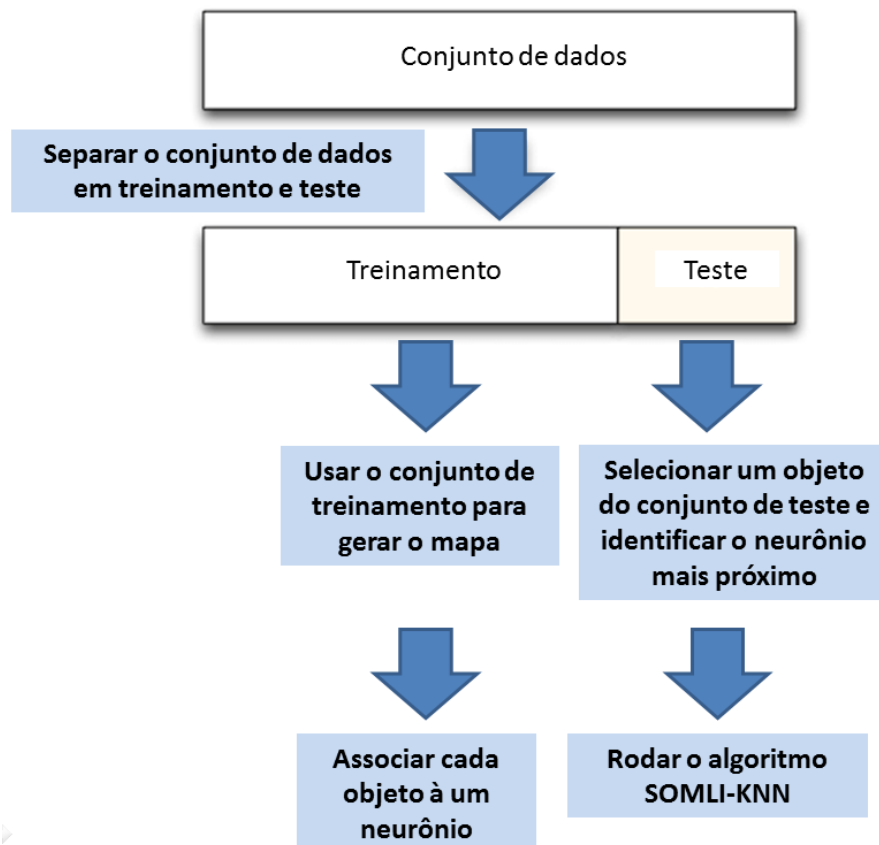 Conjunto de dados
Separar o conjunto de dados
em treinamento e teste
Treinamento
Teste
Usar o conjunto de
treinamento para
gerar o mapa
Selecionar um objeto
do conjunto de teste e
identificar o neurônio
mais próximo
Associar cada
objeto à um
neurônio
Rodar o algoritmo
SOMLI-KNN